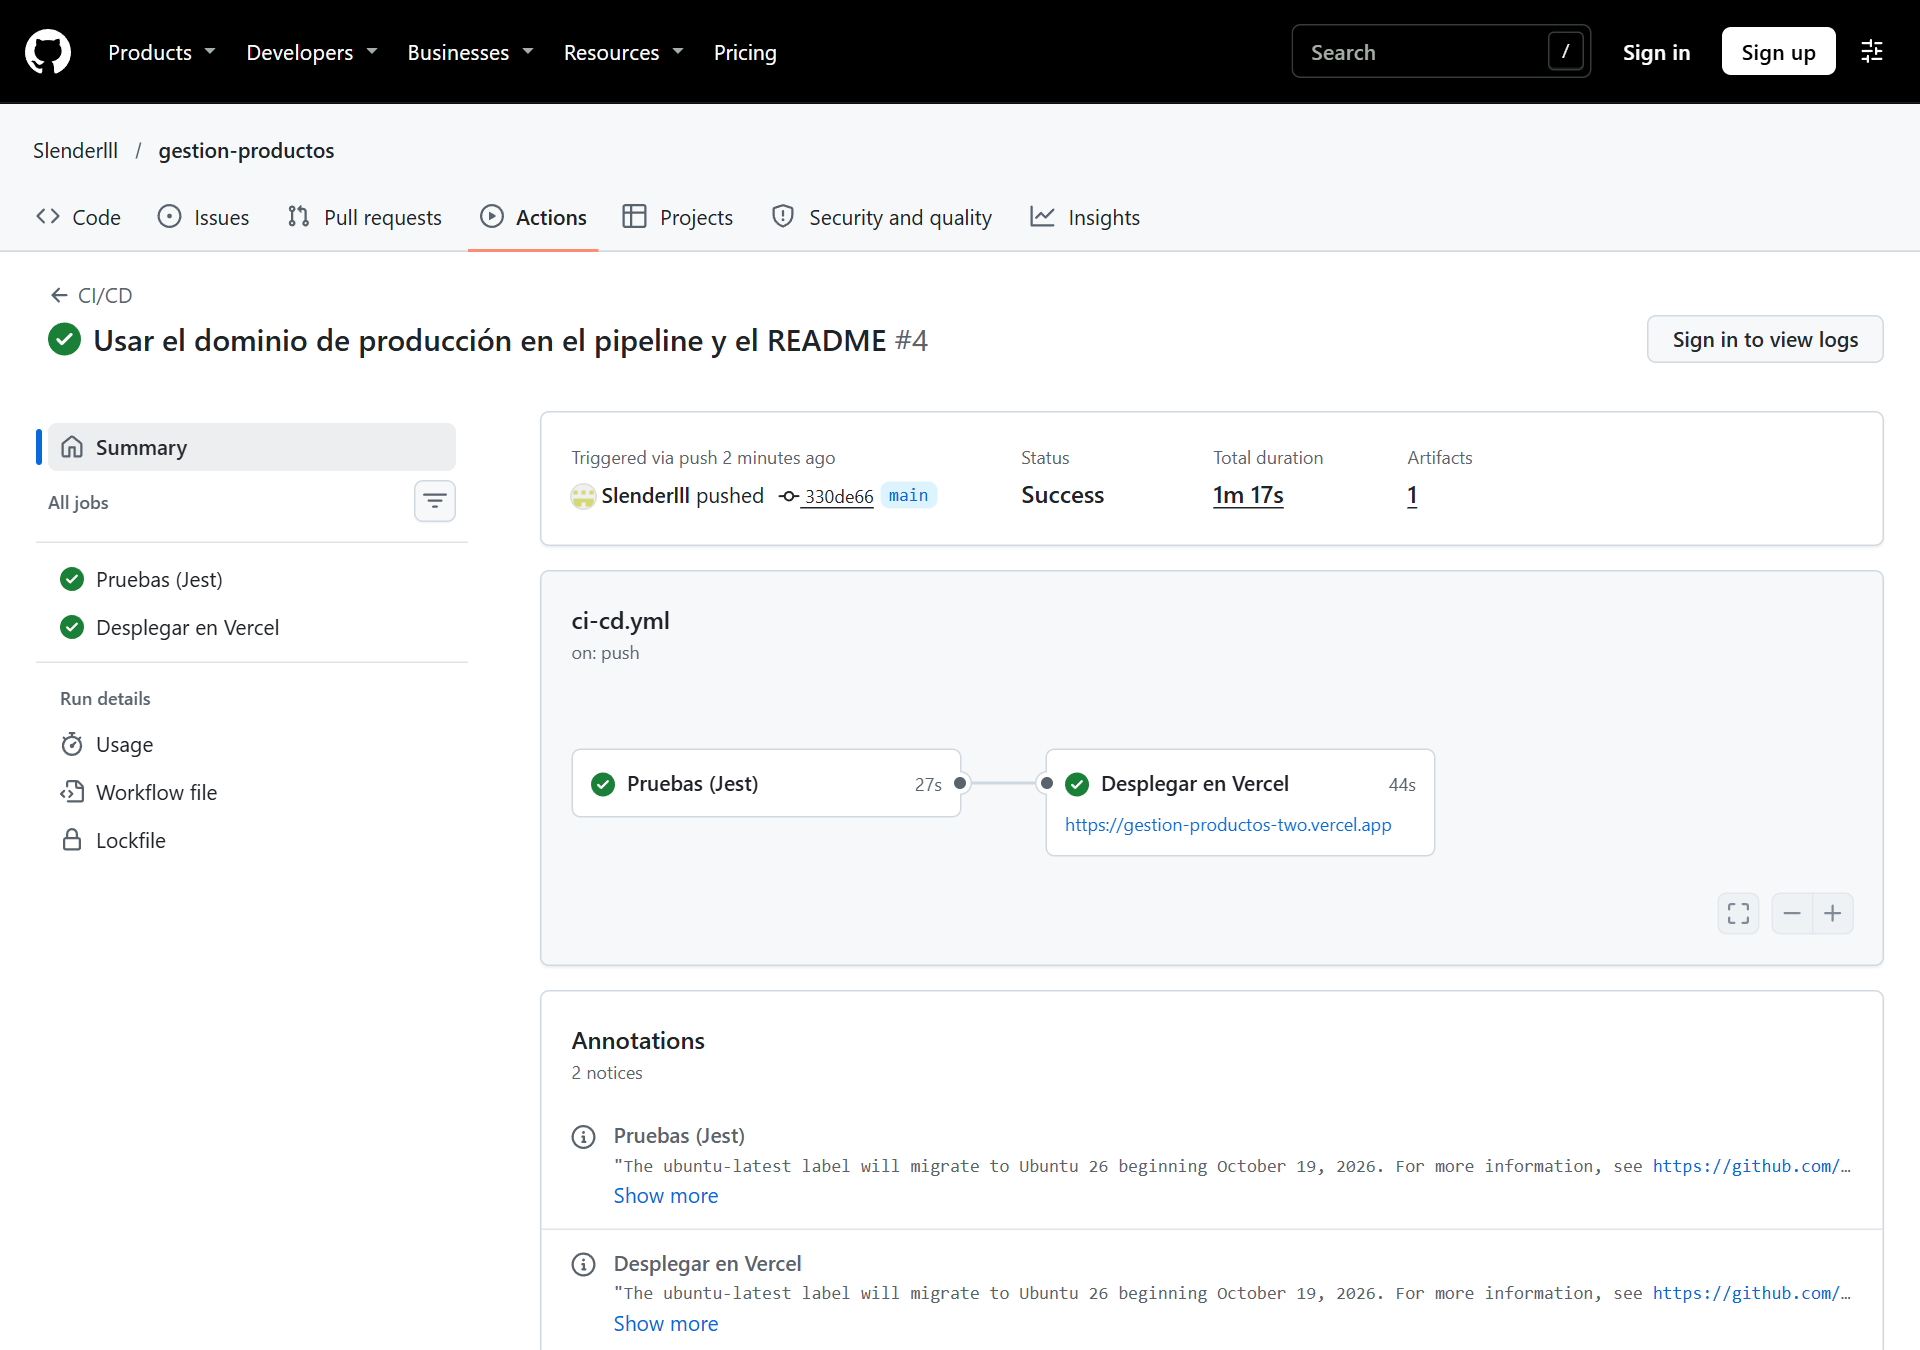 Products Developers Businesses Resources Pricing Search / Sign in Sign up
Slenderlll / gestion-productos
Code Issues Pull requests Actions Projects Security and quality Insights
CI/CD
Usar el dominio de producción en el pipeline y el README #4
Sign in to view logs
Summary
All jobs
Pruebas (Jest)
Desplegar en Vercel
Run details
Usage
Workflow file
Lockfile
Triggered via push 2 minutes ago
Slenderlll pushed 330de66 main
Status
Success
Total duration
1m 17s
Artifacts
1
ci-cd.yml
on: push
Pruebas (Jest) 27s
Desplegar en Vercel 44s
https://gestion-productos-two.vercel.app
Annotations
2 notices
Pruebas (Jest)
"The ubuntu-latest label will migrate to Ubuntu 26 beginning October 19, 2026. For more information, see https://github.com/…
Show more
Desplegar en Vercel
"The ubuntu-latest label will migrate to Ubuntu 26 beginning October 19, 2026. For more information, see https://github.com/…
Show more